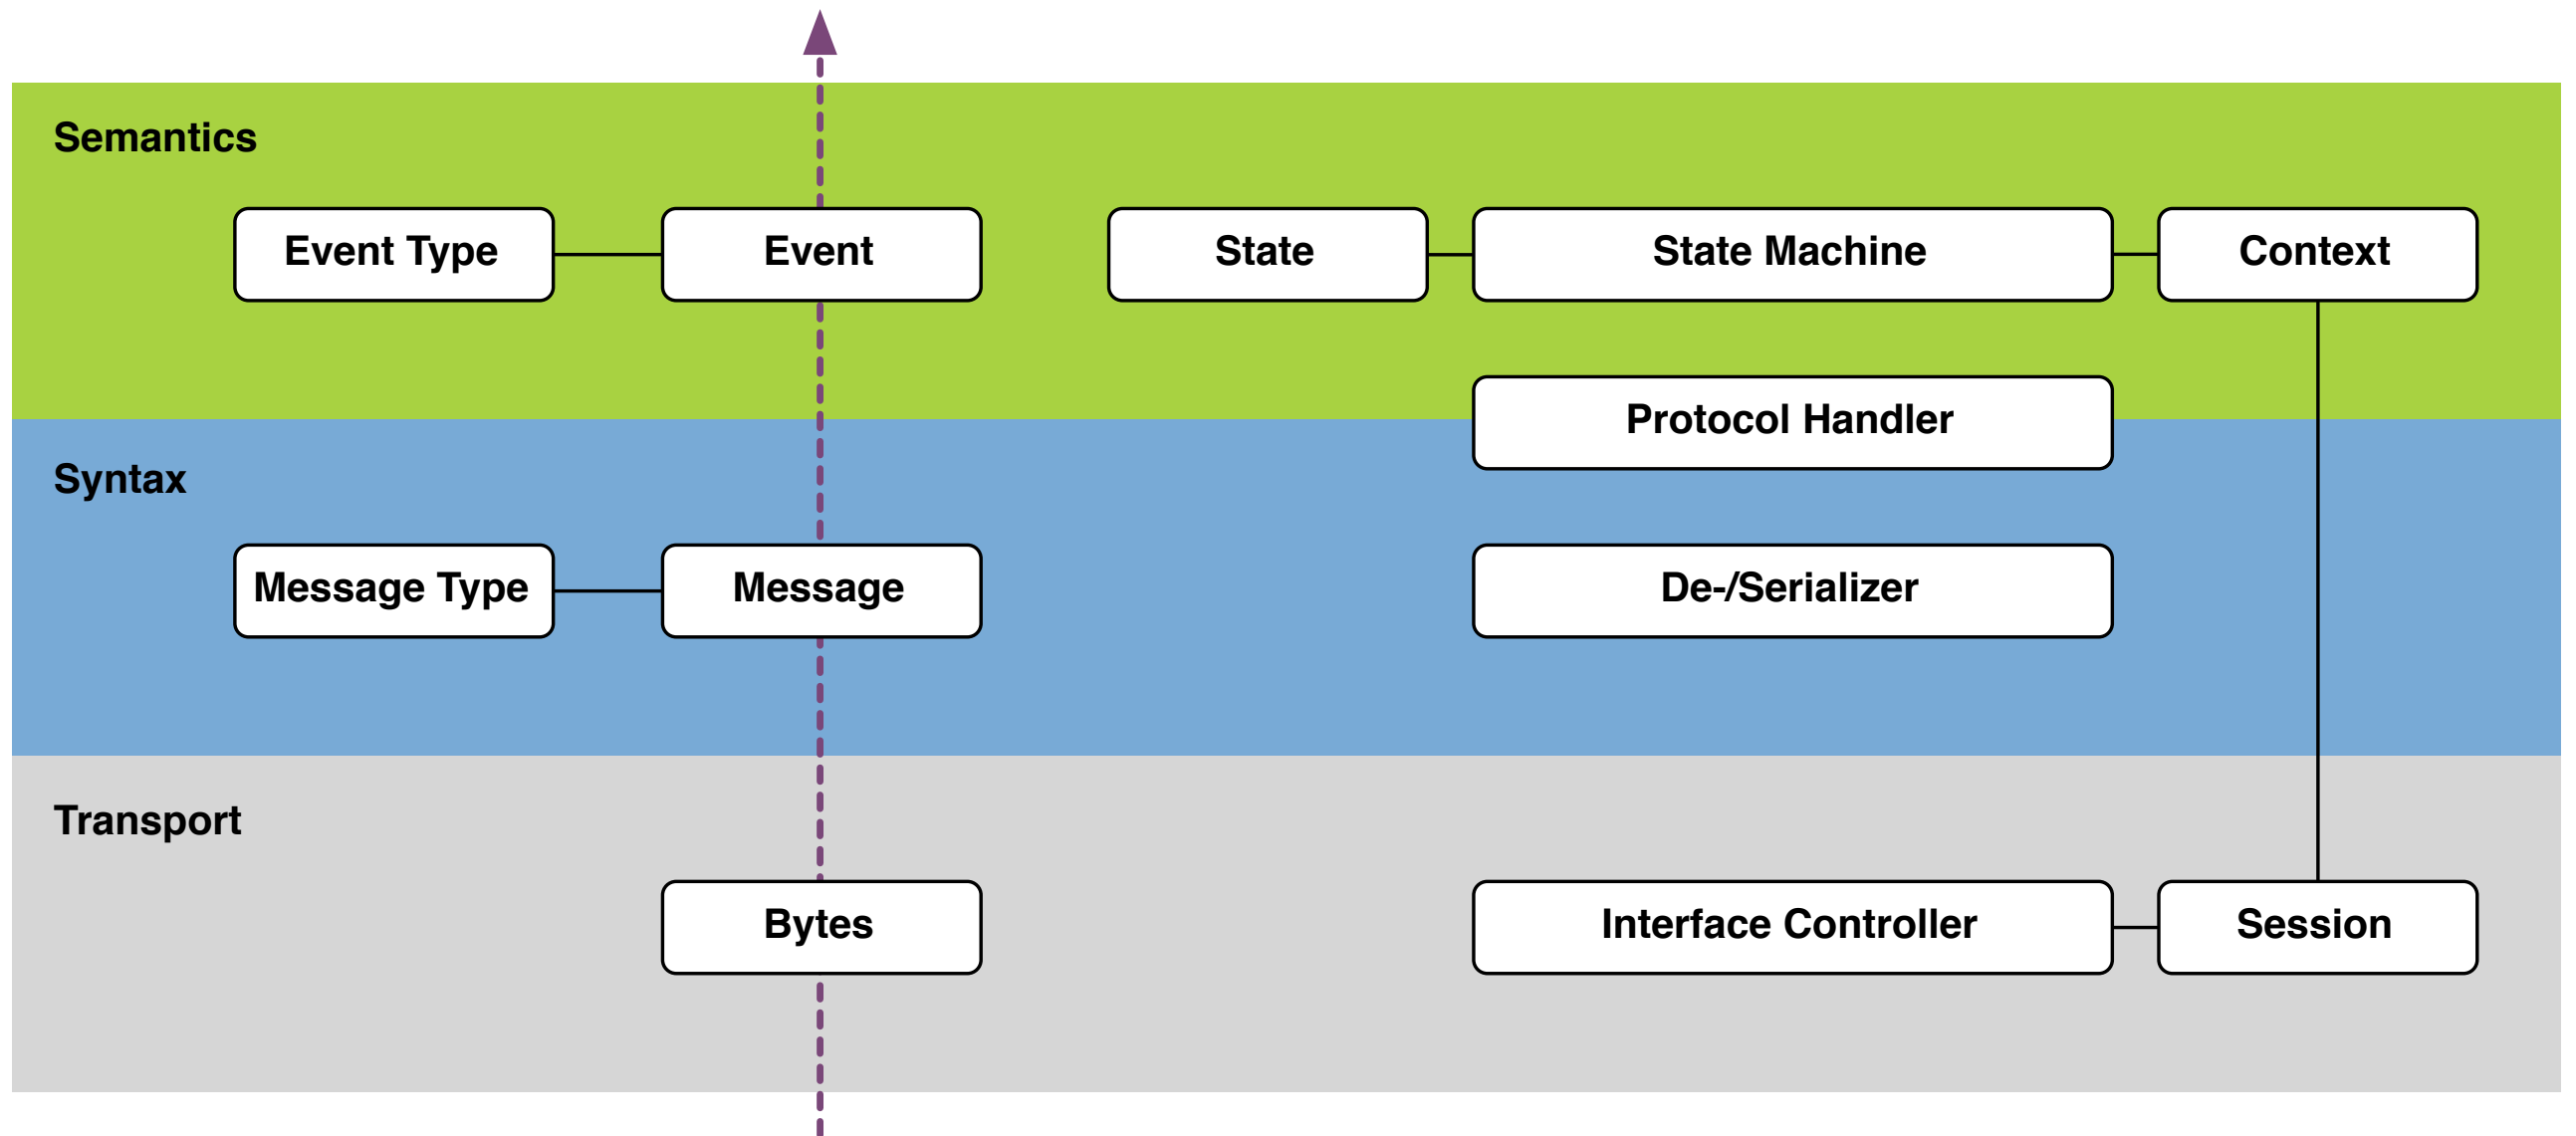 Semantics
Event Type
Event
State
State Machine
Context
Protocol Handler
Syntax
Message Type
Message
De-/Serializer
Transport
Bytes
Interface Controller
Session